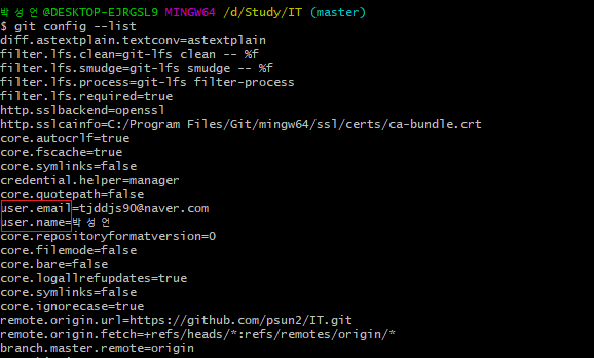 박성언@DESKTOP-EJRGSL9 MINGW64 /d/Study/IT (master)
$ git config --list
diff.astextplain.textconv=astextplain
filter.lfs.clean=git-lfs clean -- %f
filter.lfs.smudge=git-lfs smudge -- %f
filter.lfs.process=git-lfs filter-process
filter.lfs.required=true
http.sslbackend=openssl
http.sslcainfo=C:/Program Files/Git/mingw64/ssl/certs/ca-bundle.crt
core.autocrlf=true
core.fscache=true
core.symlinks=false
credential.helper=manager
core.quotepath=false
user.email=tjddjs90@naver.com
user.name=박성언
core.repositoryformatversion=0
core.filemode=false
core.bare=false
core.logallrefupdates=true
core.symlinks=false
core.ignorecase=true
remote.origin.url=https://github.com/psun2/IT.git
remote.origin.fetch=+refs/heads/*:refs/remotes/origin/*
branch.master.remote=origin